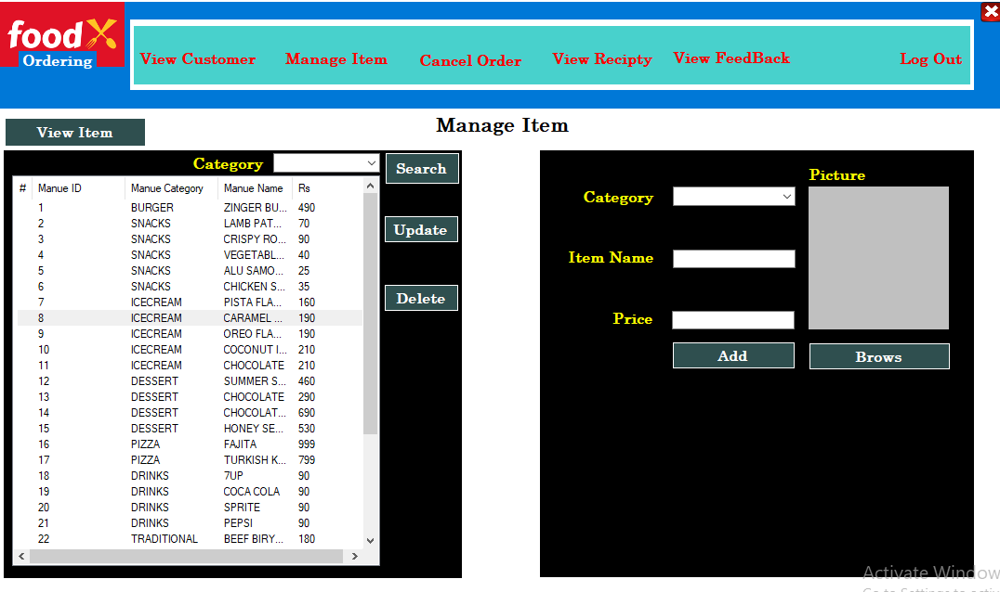 food
Ordering
View Customer Manage Item Cancel Order View Recipty View FeedBack Log Out
View Item
Manage Item
Category
Search
Update
Delete
# Manue ID Manue Category Manue Name Rs
1 BURGER ZINGER BU... 490
2 SNACKS LAMB PAT... 70
3 SNACKS CRISPY RO... 90
4 SNACKS VEGETABL... 40
5 SNACKS ALU SAMO... 25
6 SNACKS CHICKEN S... 35
7 ICECREAM PISTA FLA... 160
8 ICECREAM CARAMEL ... 190
9 ICECREAM OREO FLA... 190
10 ICECREAM COCONUT I... 210
11 ICECREAM CHOCOLATE 210
12 DESSERT SUMMER S... 460
13 DESSERT CHOCOLATE 290
14 DESSERT CHOCOLAT... 690
15 DESSERT HONEY SE... 530
16 PIZZA FAJITA 999
17 PIZZA TURKISH K... 799
18 DRINKS 7UP 90
19 DRINKS COCA COLA 90
20 DRINKS SPRITE 90
21 DRINKS PEPSI 90
22 TRADITIONAL BEEF BIRY... 180
Picture
Category
Item Name
Price
Add
Brows
Activate Window